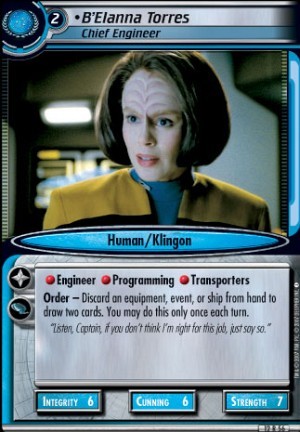 2 •B'Elanna Torres
Chief Engineer
Human/Klingon
Engineer Programming Transporters
Order – Discard an equipment, event, or ship from hand
to draw two cards. You may do this only once each turn.
"Listen, Captain, if you don't think I'm right for this job, just say so."
INTEGRITY 6 CUNNING 6 STRENGTH 7